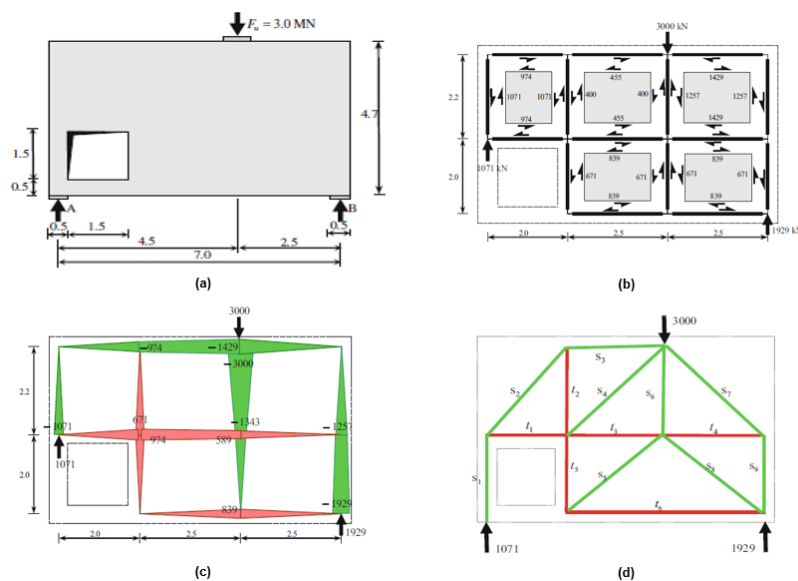 F_u = 3.0 MN
4.7
1.5
0.5
A
B
0.5
1.5
0.5
4.5
2.5
7.0
(a)
3000 kN
974
455
1429
1071
1071
400
400
1257
1257
974
455
1429
2.2
1071 kN
839
839
671
671
671
671
839
839
2.0
1929 kN
2.0
2.5
2.5
(b)
3000
-974
-1429
-3000
2.2
671
-1343
-1071
974
589
-1257
1071
2.0
-1929
839
1929
2.0
2.5
2.5
(c)
3000
S3
S2
t2
S4
S6
S7
t1
t3
t4
S1
t5
S5
S8
S9
t6
1071
1929
(d)